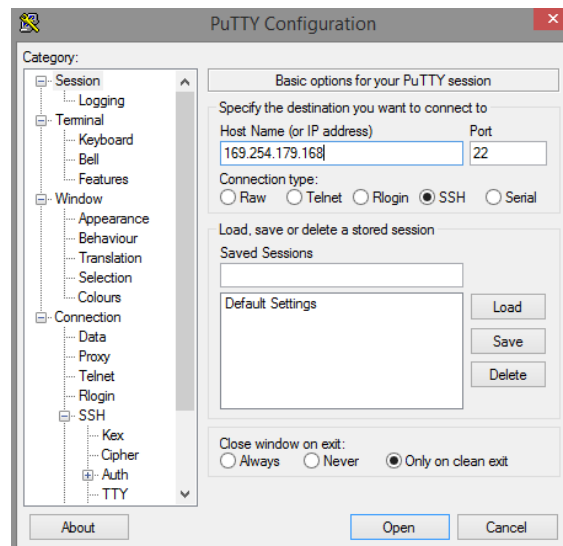 PuTTY Configuration
Category:
Session
Logging
Terminal
Keyboard
Bell
Features
Window
Appearance
Behaviour
Translation
Selection
Colours
Connection
Data
Proxy
Telnet
Rlogin
SSH
Kex
Cipher
Auth
TTY
Basic options for your PuTTY session
Specify the destination you want to connect to
Host Name (or IP address) Port
169.254.179.168 22
Connection type:
Raw Telnet Rlogin SSH Serial
Load, save or delete a stored session
Saved Sessions
Default Settings
Load
Save
Delete
Close window on exit:
Always Never Only on clean exit
About Open Cancel